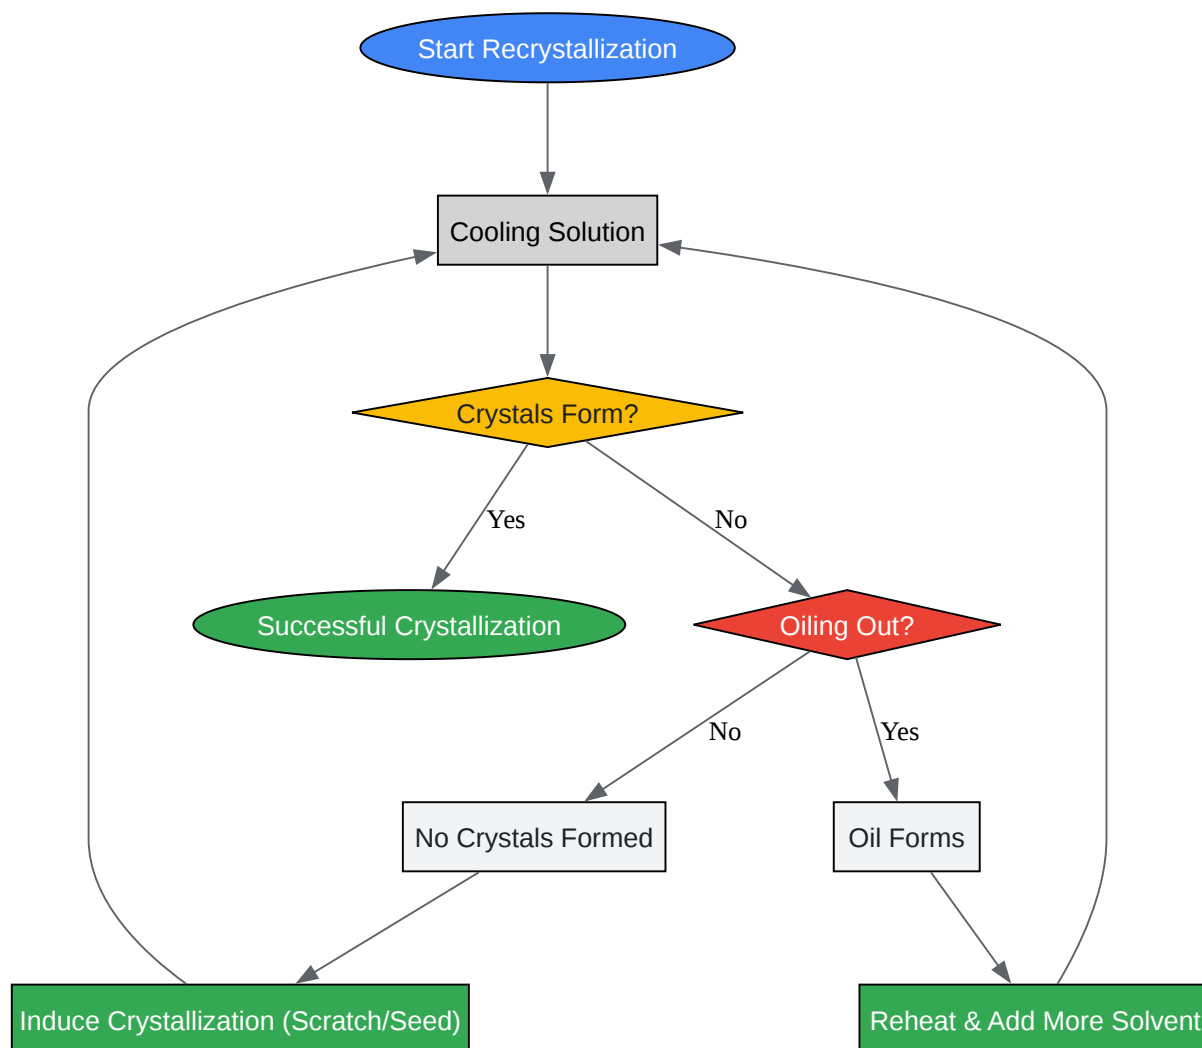 Start Recrystallization
Cooling Solution
Crystals Form?
Yes
No
Successful Crystallization
Oiling Out?
No
Yes
No Crystals Formed
Oil Forms
Induce Crystallization (Scratch/Seed)
Reheat & Add More Solvent